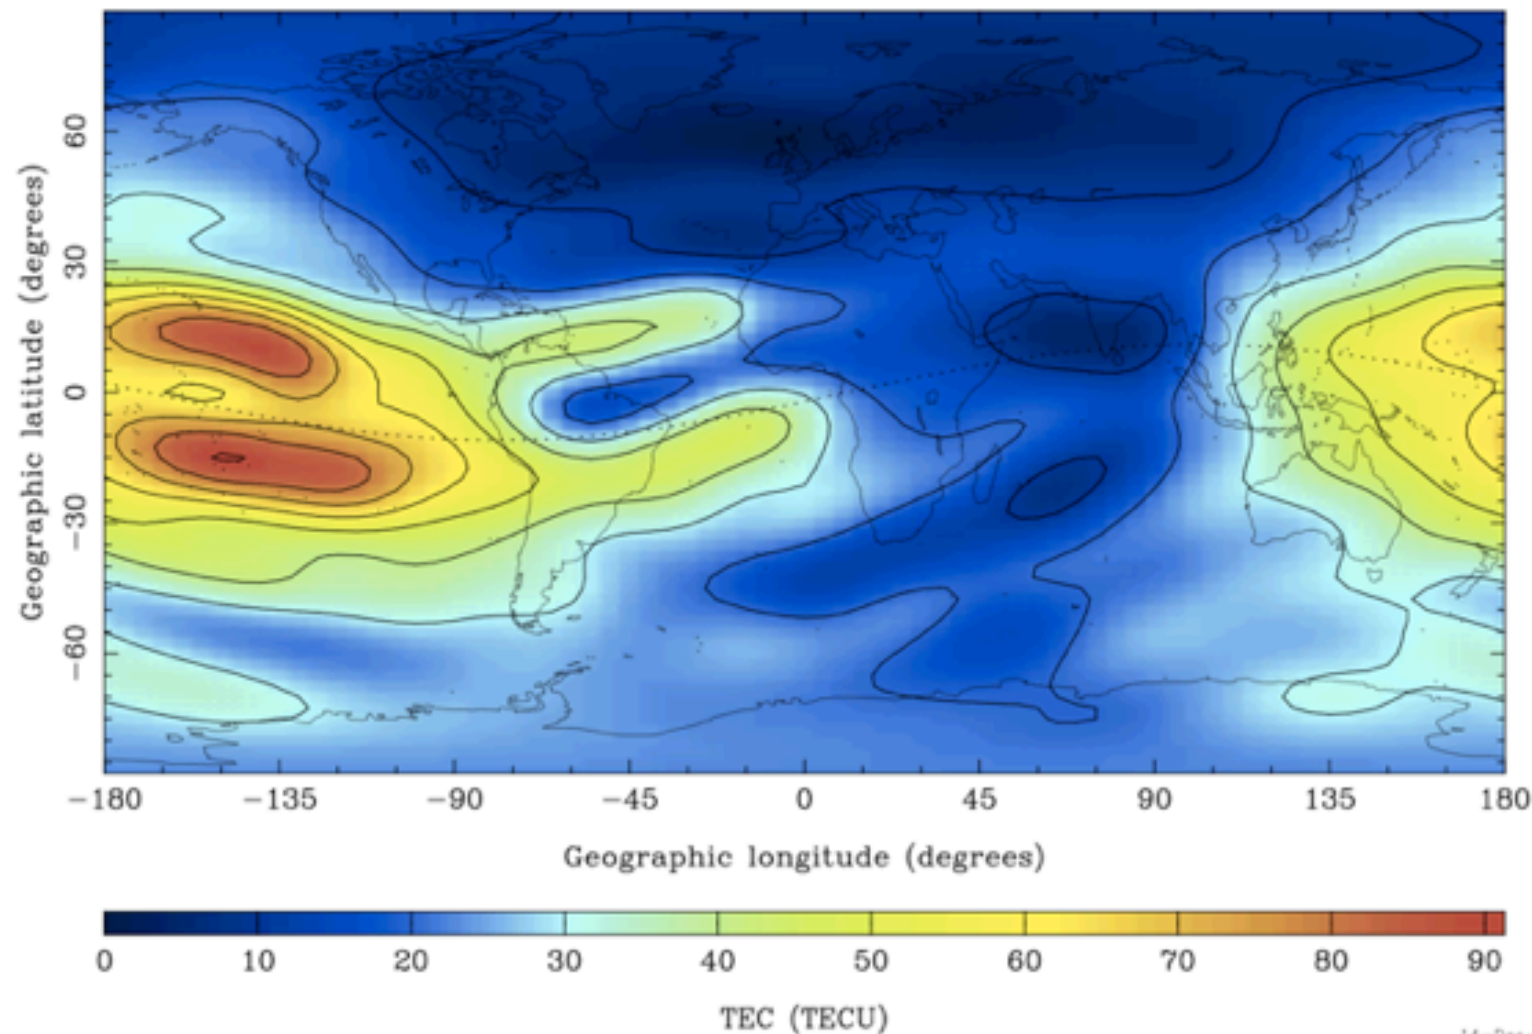 Geographic latitude (degrees)
60
30
0
−30
−60
−180 −135 −90 −45 0 45 90 135 180
Geographic longitude (degrees)
0 10 20 30 40 50 60 70 80 90
TEC (TECU)